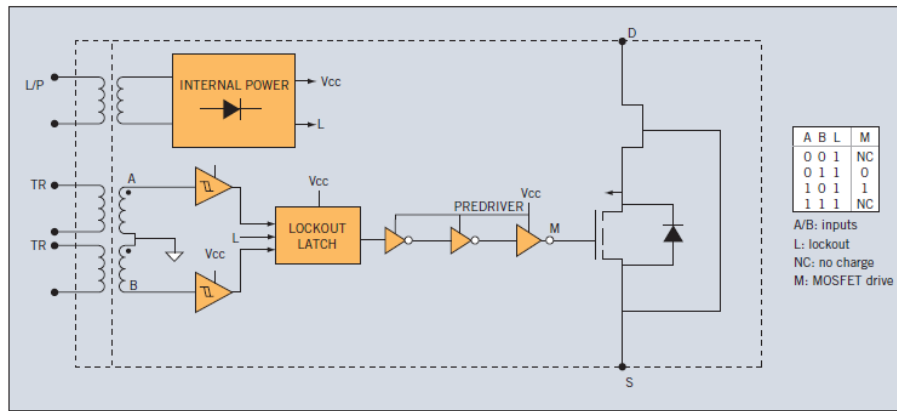 D
L/P
INTERNAL POWER
Vcc
L
A B L M
0 0 1 NC
0 1 1 0
1 0 1 1
1 1 1 NC
A/B: inputs
L: lockout
NC: no charge
M: MOSFET drive
TR
A
Vcc
LOCKOUT
LATCH
L
PREDRIVER
Vcc
M
TR
Vcc
B
S